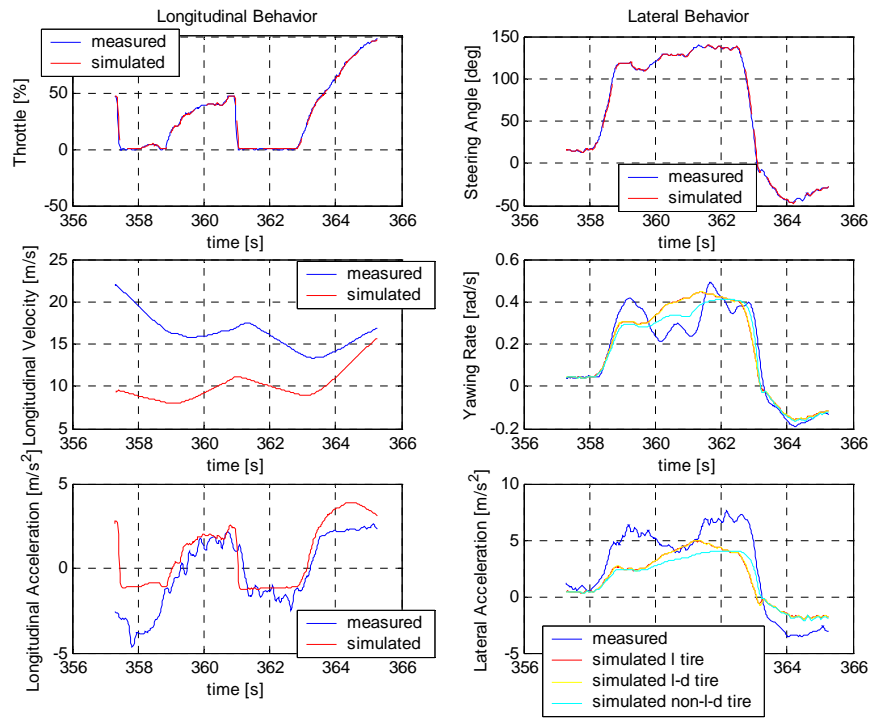 Longitudinal Behavior
measured
simulated
50
0
-50
Throttle [%]
356 358 360 362 364 366
time [s]
Lateral Behavior
150
100
50
0
-50
Steering Angle [deg]
measured
simulated
356 358 360 362 364 366
time [s]
25
20
15
10
5
Longitudinal Velocity [m/s]
measured
simulated
356 358 360 362 364 366
time [s]
0.4
0.2
0
-0.2
Yawing Rate [rad/s]
356 358 360 362 364 366
time [s]
5
0
-5
Longitudinal Acceleration [m/s²]
measured
simulated
356 358 360 362 364 366
time [s]
10
5
0
-5
Lateral Acceleration [m/s²]
356 358 364 366
measured
simulated l tire
simulated l-d tire
simulated non-l-d tire